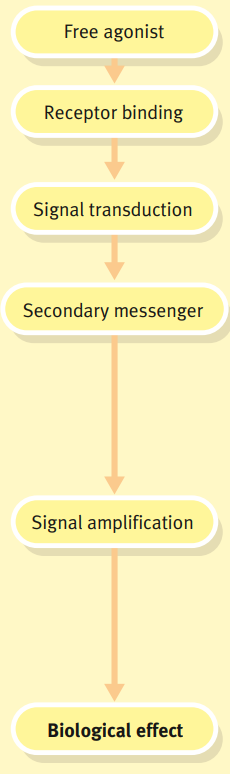 Free agonist
Receptor binding
Signal transduction
Secondary messenger
Signal amplification
Biological effect